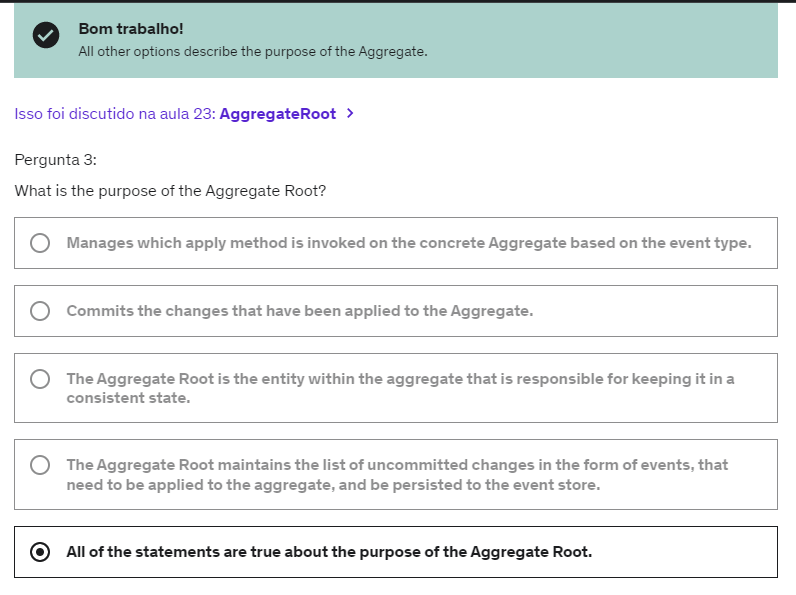 Bom trabalho!
All other options describe the purpose of the Aggregate.
Isso foi discutido na aula 23: AggregateRoot
Pergunta 3:
What is the purpose of the Aggregate Root?
Manages which apply method is invoked on the concrete Aggregate based on the event type.
Commits the changes that have been applied to the Aggregate.
The Aggregate Root is the entity within the aggregate that is responsible for keeping it in a
consistent state.
The Aggregate Root maintains the list of uncommitted changes in the form of events, that
need to be applied to the aggregate, and be persisted to the event store.
All of the statements are true about the purpose of the Aggregate Root.